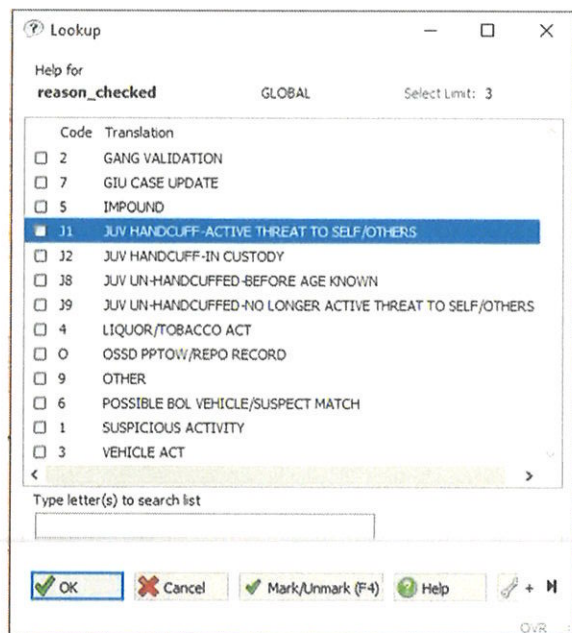 Lookup
Help for
reason_checked GLOBAL Select Limit: 3
Code Translation
2 GANG VALIDATION
7 GIU CASE UPDATE
5 IMPOUND
J1 JUV HANDCUFF-ACTIVE THREAT TO SELF/OTHERS
J2 JUV HANDCUFF-IN CUSTODY
J8 JUV UN-HANDCUFFED-BEFORE AGE KNOWN
J9 JUV UN-HANDCUFFED-NO LONGER ACTIVE THREAT TO SELF/OTHERS
4 LIQUOR/TOBACCO ACT
O OSSD PPTOW/REPO RECORD
9 OTHER
6 POSSIBLE BOL VEHICLE/SUSPECT MATCH
1 SUSPICIOUS ACTIVITY
3 VEHICLE ACT
Type letter(s) to search list
OK Cancel Mark/Unmark (F4) Help +
OVR